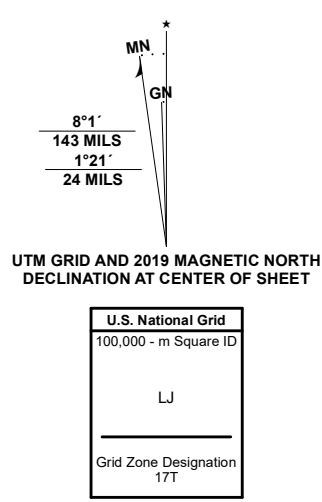 MN
GN
8°1´
143 MILS
1°21´
24 MILS
UTM GRID AND 2019 MAGNETIC NORTH
DECLINATION AT CENTER OF SHEET
U.S. National Grid
100,000 - m Square ID
LJ
Grid Zone Designation
17T